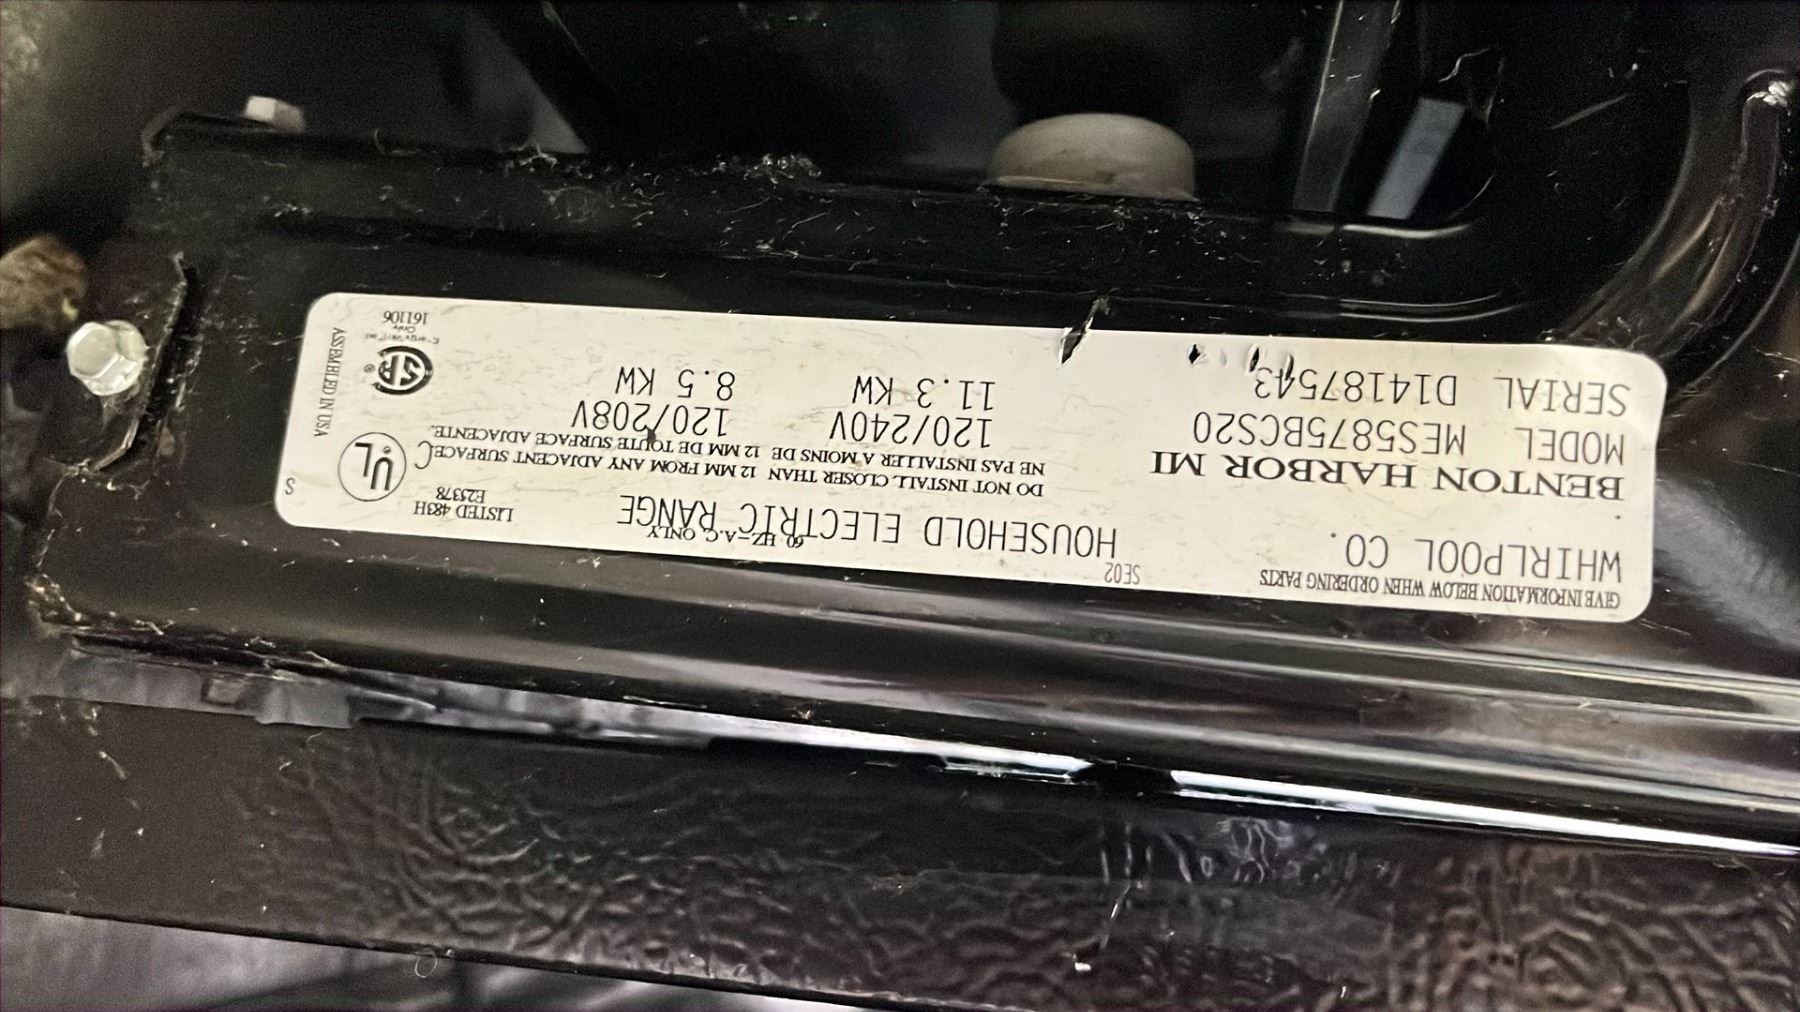 GIVE INFORMATION BELOW WHEN ORDERING PARTS
WHIRLPOOL CO.
BENTON HARBOR MI
MODEL MES5875BCS20
SERIAL D14187543
SE02
HOUSEHOLD ELECTRIC RANGE
60 HZ-A.C. ONLY
DO NOT INSTALL CLOSER THAN 12 MM FROM ANY ADJACENT SURFACE
NE PAS INSTALLER A MOINS DE 12 MM DE TOUTE SURFACE ADJACENTE.
120/240V 120/208V
11.3 KW 8.5 KW
LISTED 483H
E25378
UL
S
ASSEMBLED IN USA
Only
161106